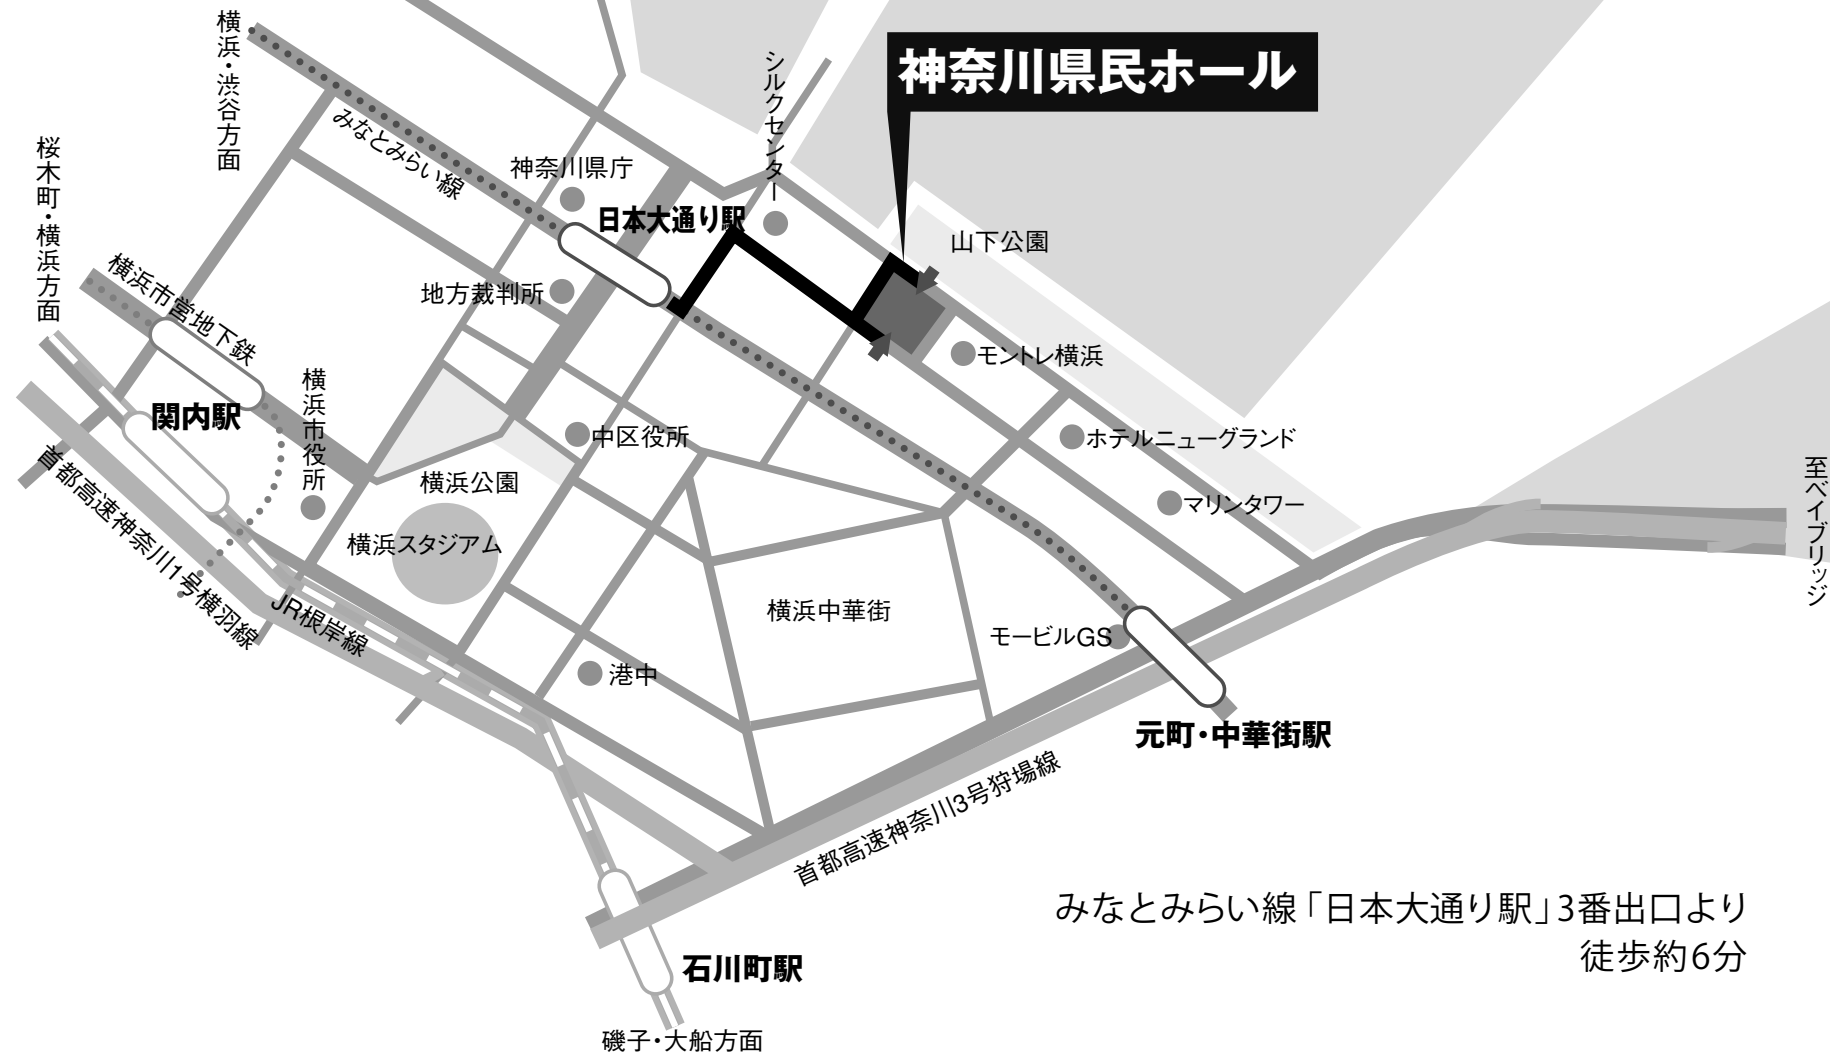 横浜・渋谷方面
シルクセンター
神奈川県民ホール
桜木町・横浜方面
みなとみらい線
神奈川県庁
日本大通り駅
山下公園
横浜市営地下鉄
地方裁判所
モントレ横浜
関内駅
横浜市役所
中区役所
ホテルニューグランド
首都高速神奈川1号横羽線
横浜公園
マリンタワー
至ベイブリッジ
横浜スタジアム
JR根岸線
横浜中華街
モービルGS
港中
元町・中華街駅
首都高速神奈川3号狩場線
みなとみらい線「日本大通り駅」3番出口より
徒歩約6分
石川町駅
磯子・大船方面